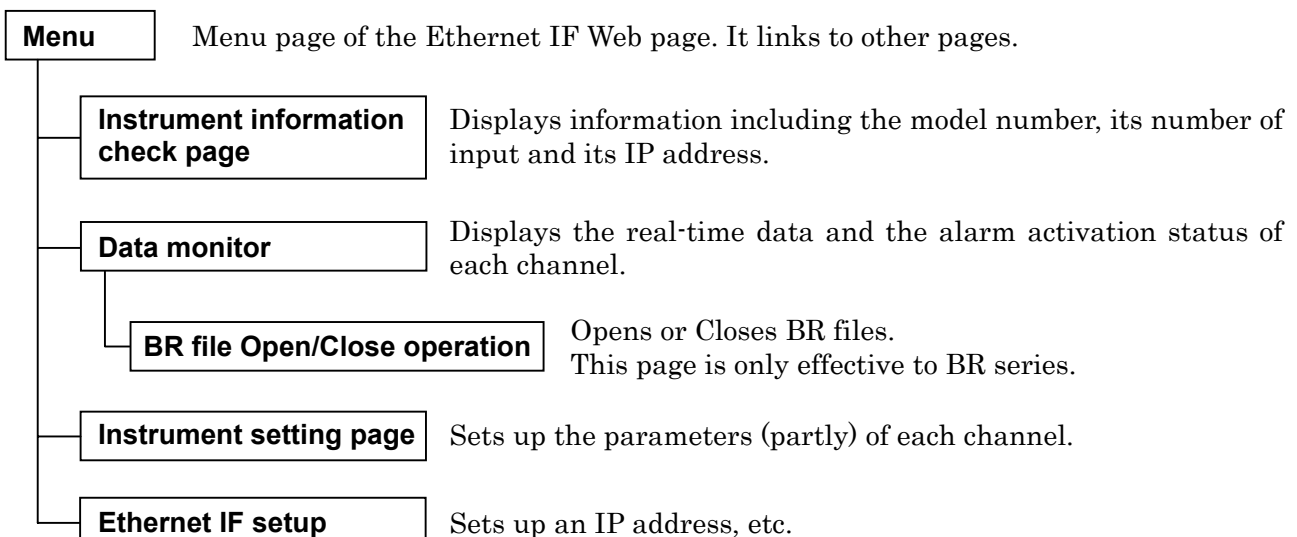 Menu
Menu page of the Ethernet IF Web page. It links to other pages.
Instrument information
check page
Displays information including the model number, its number of
input and its IP address.
Data monitor
Displays the real-time data and the alarm activation status of
each channel.
BR file Open/Close operation
Opens or Closes BR files.
This page is only effective to BR series.
Instrument setting page
Sets up the parameters (partly) of each channel.
Ethernet IF setup
Sets up an IP address, etc.